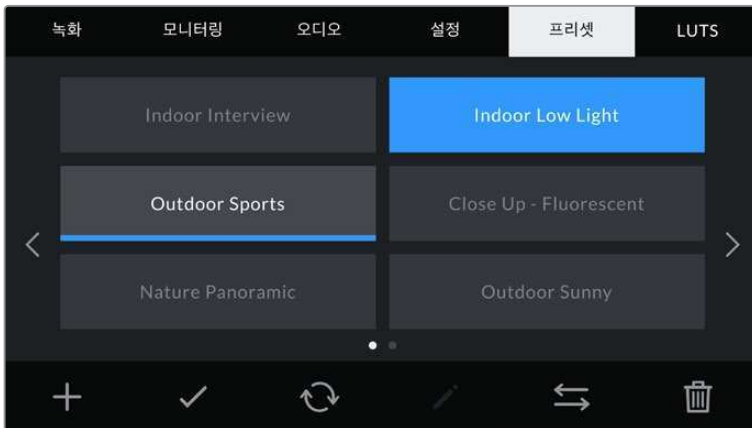 녹화 모니터링 오디오 설정 프리셋 LUTS
Indoor Interview Indoor Low Light
Outdoor Sports Close Up - Fluorescent
Nature Panoramic Outdoor Sunny